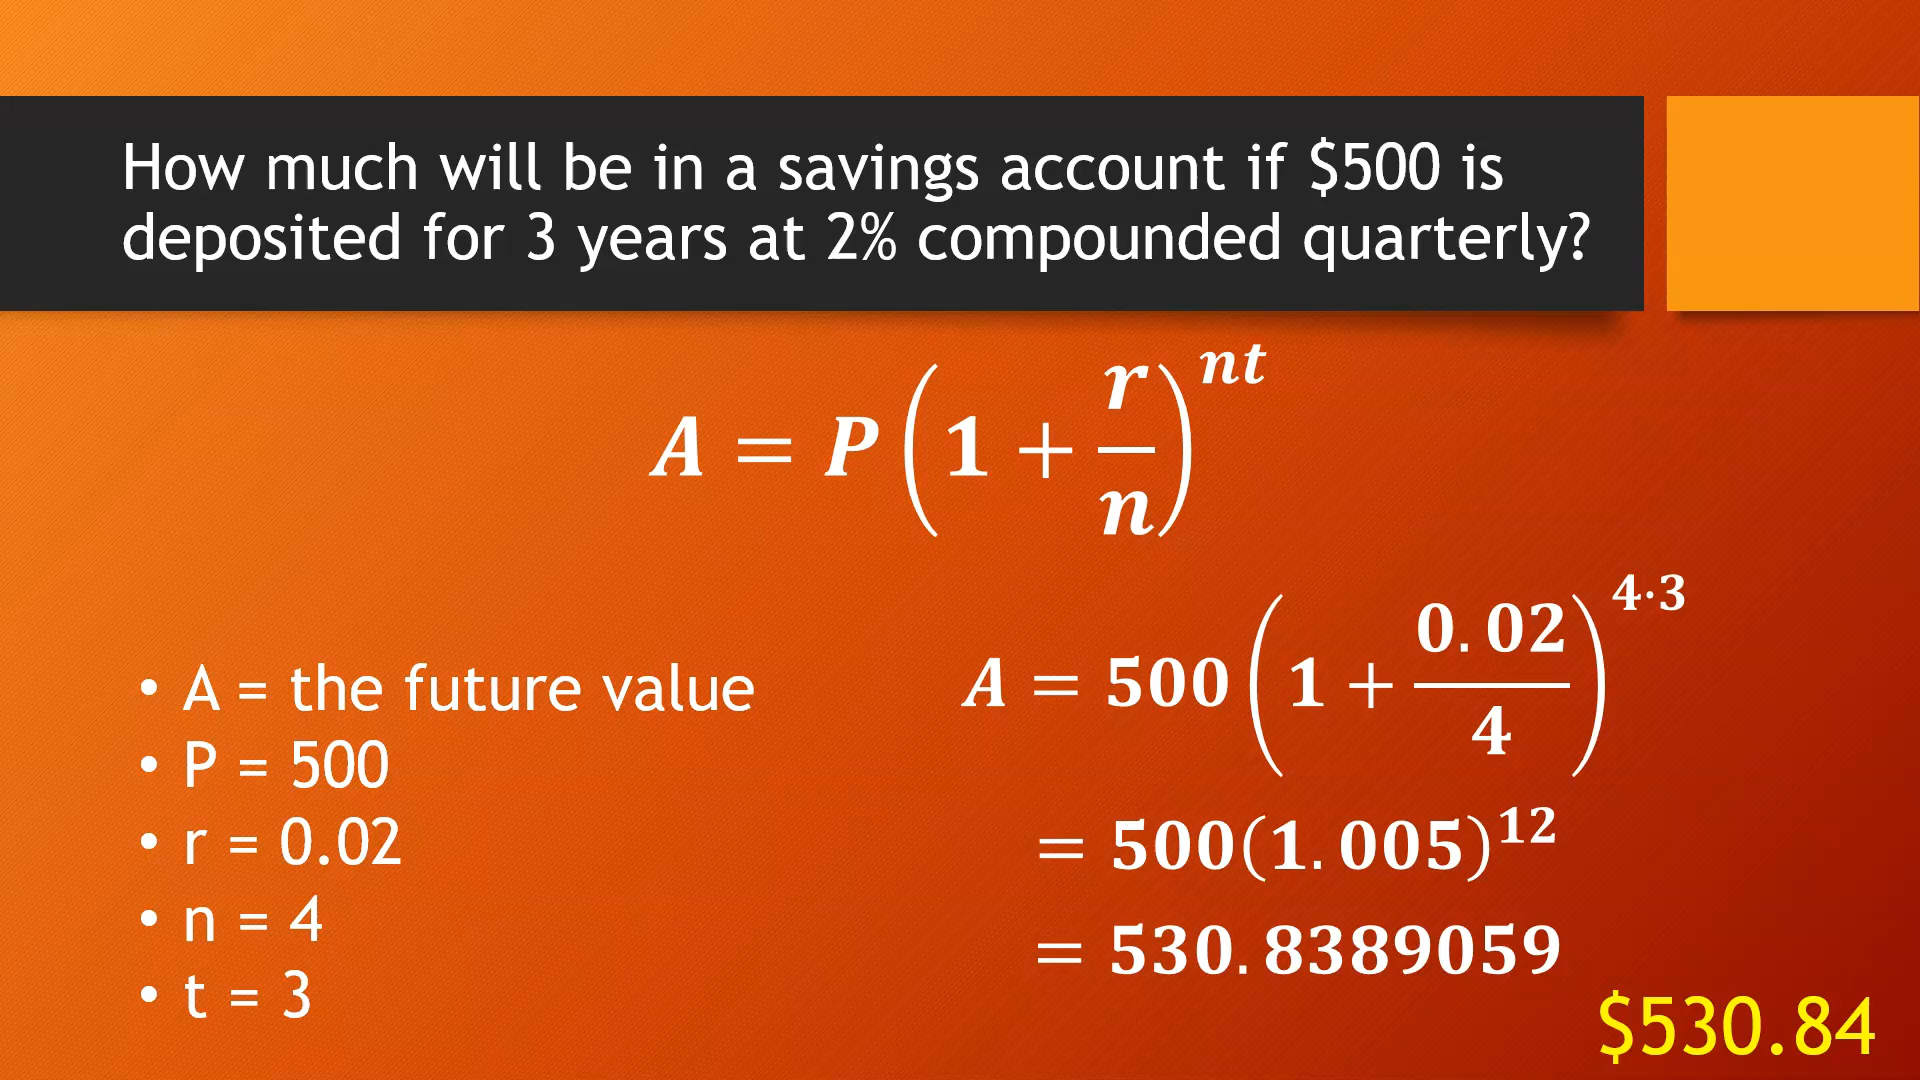 How much will be in a savings account if $500 is
deposited for 3 years at 2% compounded quarterly?
A = P(1 + r/n)^nt
• A = the future value
• P = 500
• r = 0.02
• n = 4
• t = 3
A = 500(1 + 0.02/4)^4·3
= 500(1.005)^12
= 530.8389059
$530.84